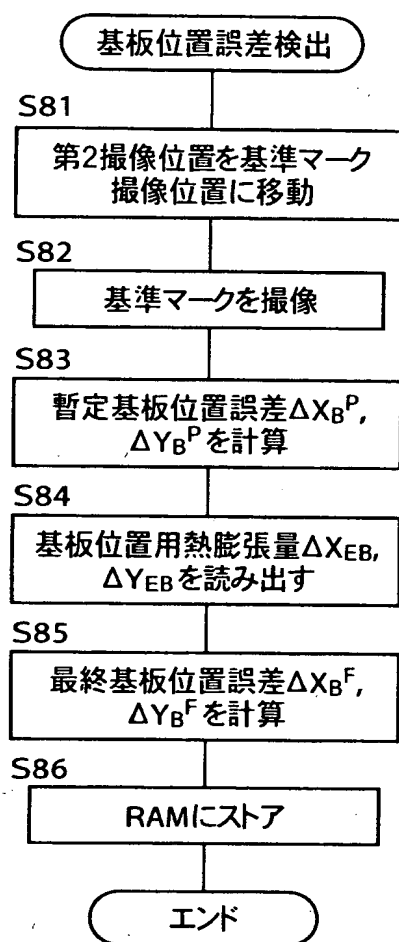 基板位置誤差検出
S81
第2撮像位置を基準マーク
撮像位置に移動
S82
基準マークを撮像
S83
暫定基板位置誤差ΔX_B^P,
ΔY_B^Pを計算
S84
基板位置用熱膨張量ΔX_EB,
ΔY_EBを読み出す
S85
最終基板位置誤差ΔX_B^F,
ΔY_B^Fを計算
S86
RAMにストア
エンド